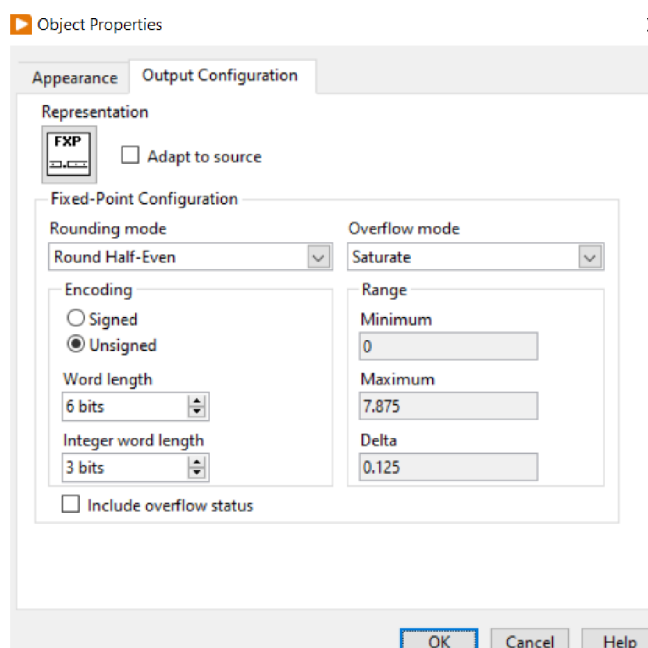 Object Properties
Appearance
Output Configuration
Representation
FXP
Adapt to source
Fixed-Point Configuration
Rounding mode
Overflow mode
Round Half-Even
Saturate
Encoding
Range
Signed
Minimum
Unsigned
0
Word length
Maximum
6 bits
7.875
Integer word length
Delta
3 bits
0.125
Include overflow status
OK
Cancel
Help